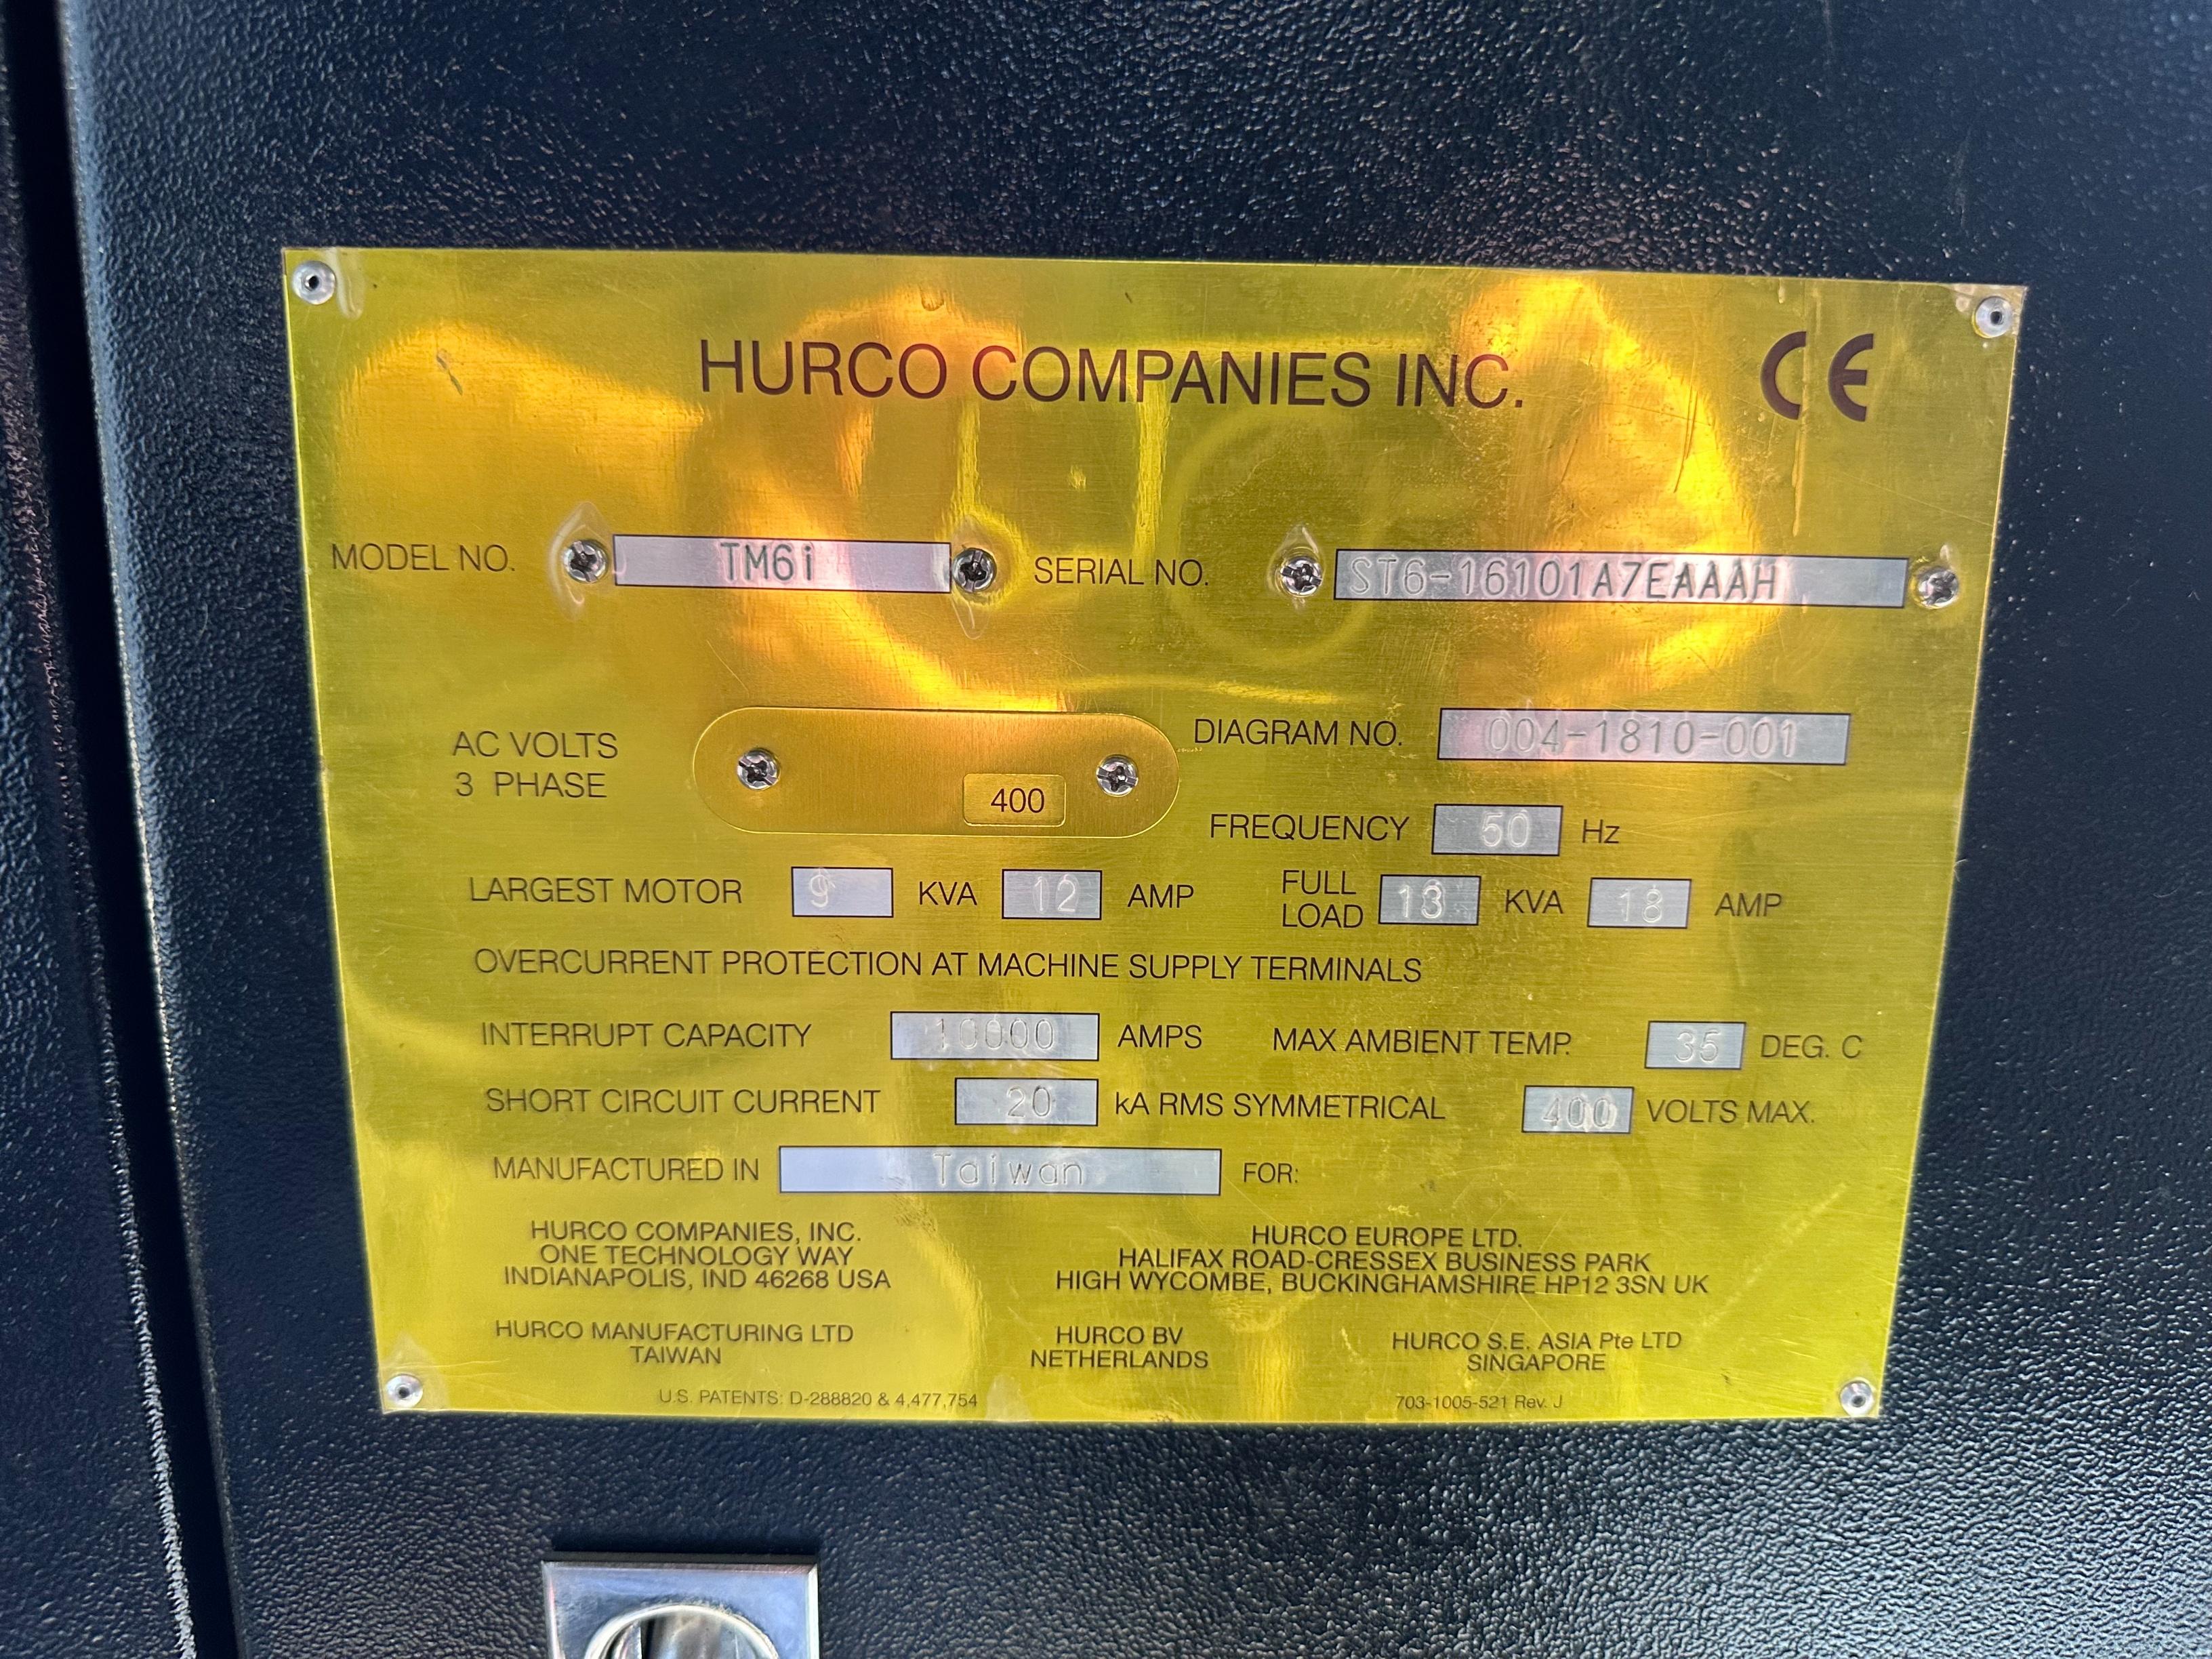 HURCO COMPANIES INC.
CE
MODEL NO. TM6i SERIAL NO. ST6-16101A7EAAAH
AC VOLTS
3 PHASE
400
DIAGRAM NO. 004-1810-001
FREQUENCY 50 Hz
LARGEST MOTOR 9 KVA 12 AMP
FULL LOAD 13 KVA 18 AMP
OVERCURRENT PROTECTION AT MACHINE SUPPLY TERMINALS
INTERRUPT CAPACITY 10000 AMPS MAX AMBIENT TEMP. 35 DEG. C
SHORT CIRCUIT CURRENT 20 kA RMS SYMMETRICAL 400 VOLTS MAX.
MANUFACTURED IN Taiwan FOR:
HURCO COMPANIES, INC.
ONE TECHNOLOGY WAY
INDIANAPOLIS, IND 46268 USA
HURCO EUROPE LTD.
HALIFAX ROAD-CRESSEX BUSINESS PARK
HIGH WYCOMBE, BUCKINGHAMSHIRE HP12 3SN UK
HURCO MANUFACTURING LTD
TAIWAN
HURCO BV
NETHERLANDS
HURCO S.E. ASIA Pte LTD
SINGAPORE
U.S. PATENTS: D-288820 & 4,477,754
703-1005-521 Rev. J